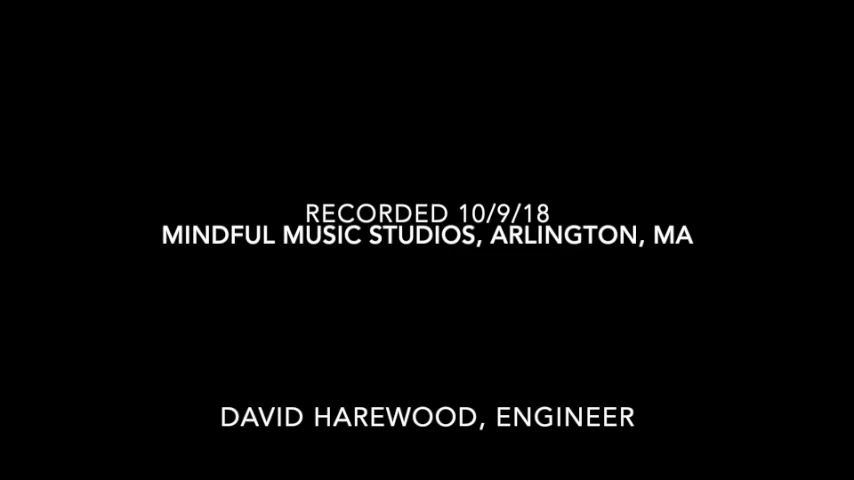 RECORDED 10/9/18
MINDFUL MUSIC STUDIOS, ARLINGTON, MA
DAVID HAREWOOD, ENGINEER